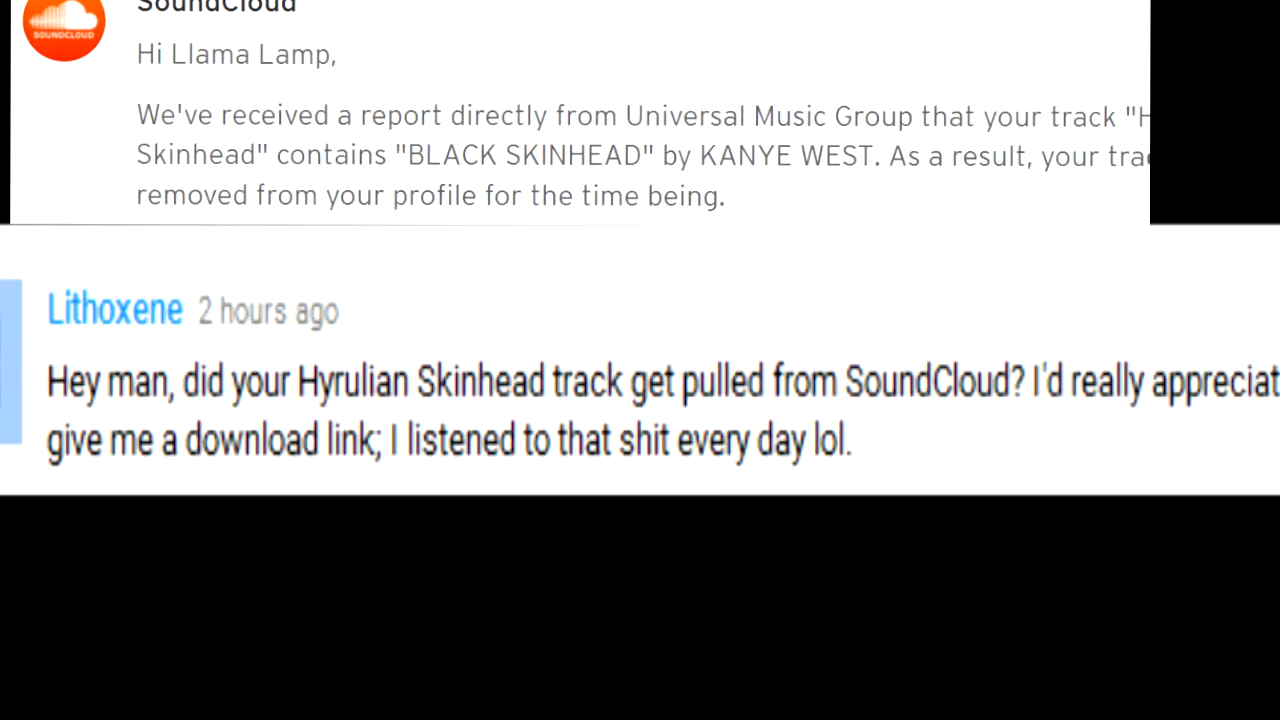 SoundCloud
SOUNDCLOUD
Hi Llama Lamp,
We've received a report directly from Universal Music Group that your track "H
Skinhead" contains "BLACK SKINHEAD" by KANYE WEST. As a result, your
removed from your profile for the time being.
Lithoxene 2 hours ago
Hey man, did your Hyrulian Skinhead track get pulled from SoundCloud? I'd really
give me a download link; I listened to that shit every day lol.